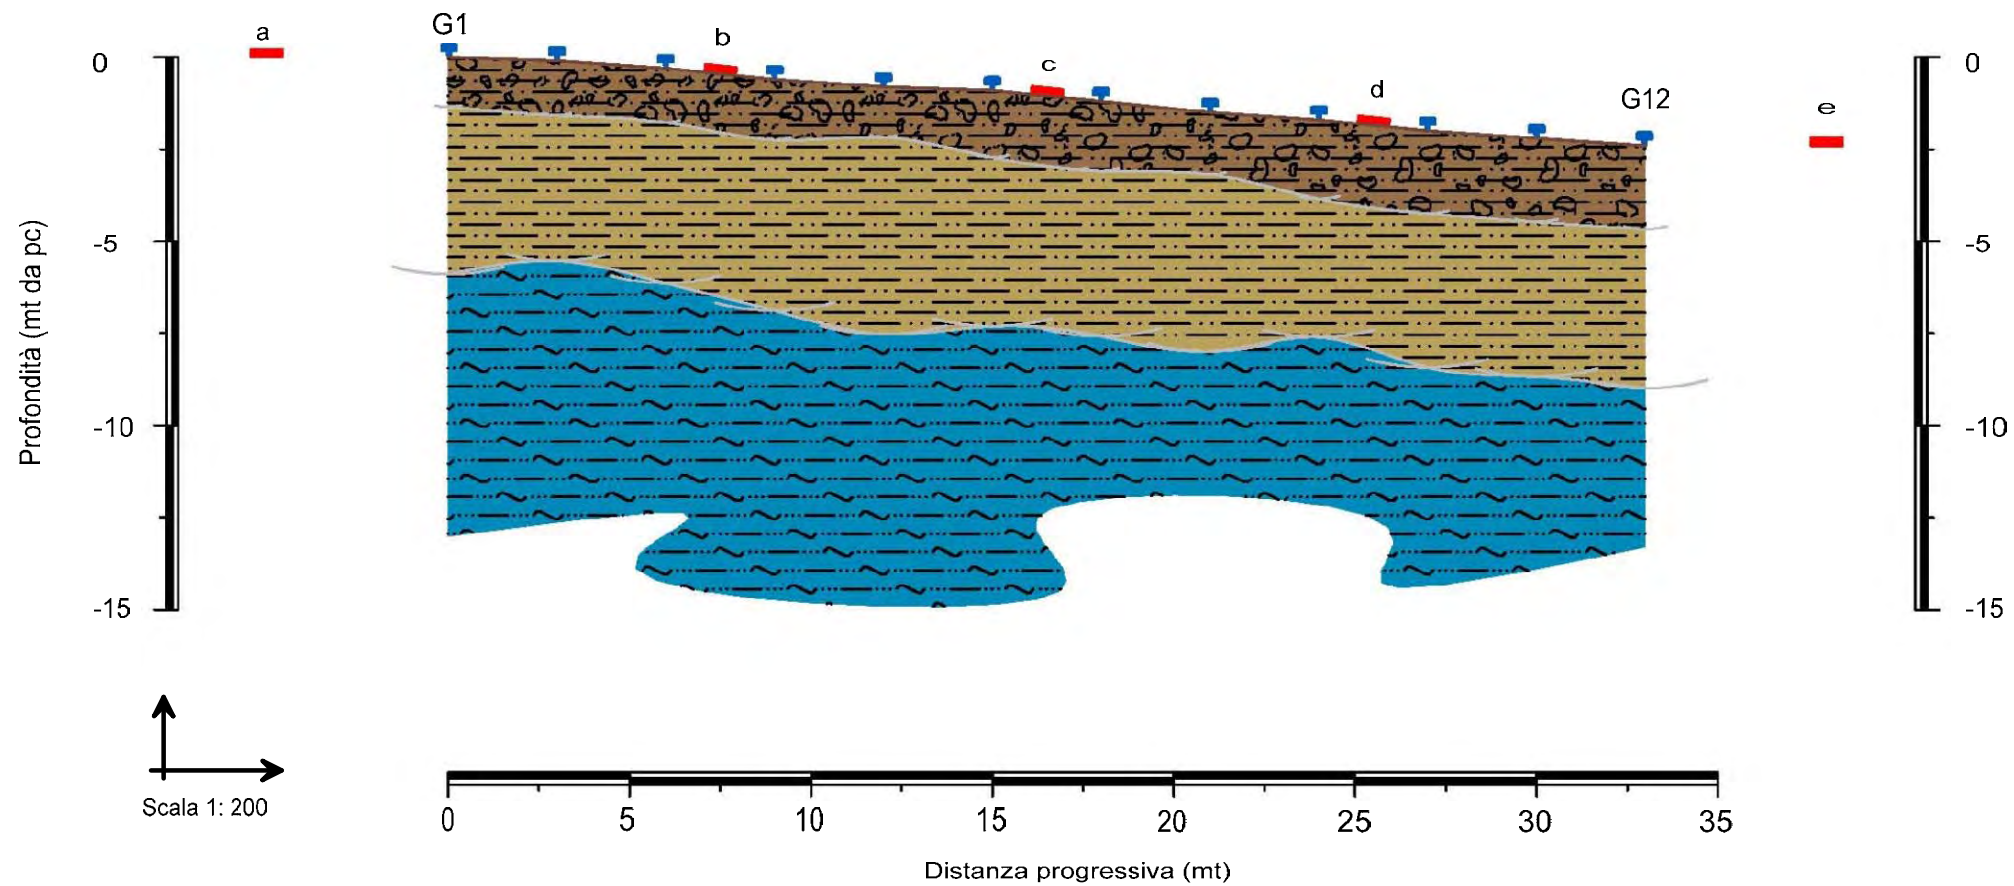 G1
a
b
c
d
G12
e
0
-5
-10
-15
0
-5
-10
-15
Profondità (mt da pc)
Scala 1: 200
0 5 10 15 20 25 30 35
Distanza progressiva (mt)